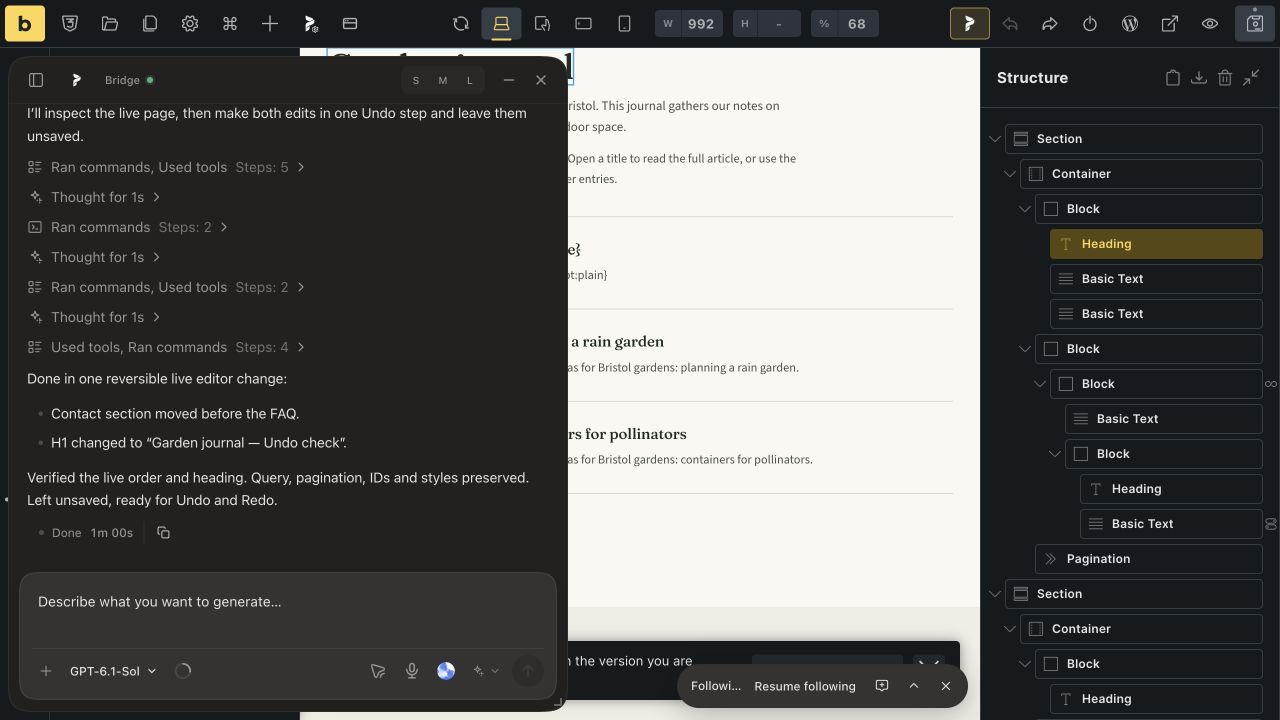 b
W 992
H -
% 68
Bridge
S M L
I'll inspect the live page, then make both edits in one Undo step and leave them
unsaved.
Ran commands, Used tools Steps: 5
Thought for 1s
Ran commands Steps: 2
Thought for 1s
Ran commands, Used tools Steps: 2
Thought for 1s
Used tools, Ran commands Steps: 4
Done in one reversible live editor change:
Contact section moved before the FAQ.
H1 changed to “Garden journal — Undo check”.
Verified the live order and heading. Query, pagination, IDs and styles preserved.
Left unsaved, ready for Undo and Redo.
Done 1m 00s
Describe what you want to generate...
GPT-6.1-Sol
ristol. This journal gathers our notes on
door space.
Open a title to read the full article, or use the
er entries.
e}
pt:plain}
a rain garden
as for Bristol gardens: planning a rain garden.
rs for pollinators
as for Bristol gardens: containers for pollinators.
the version you are
Followi... Resume following
Structure
Section
Container
Block
Heading
Basic Text
Basic Text
Block
Block
Basic Text
Block
Heading
Basic Text
Pagination
Section
Container
Block
Heading